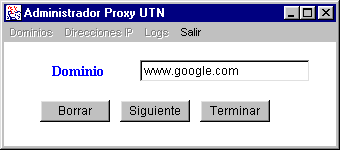 Administrador Proxy UTN
Dominios Direcciones IP Logs Salir
Dominio www.google.com
Borrar Siguiente Terminar